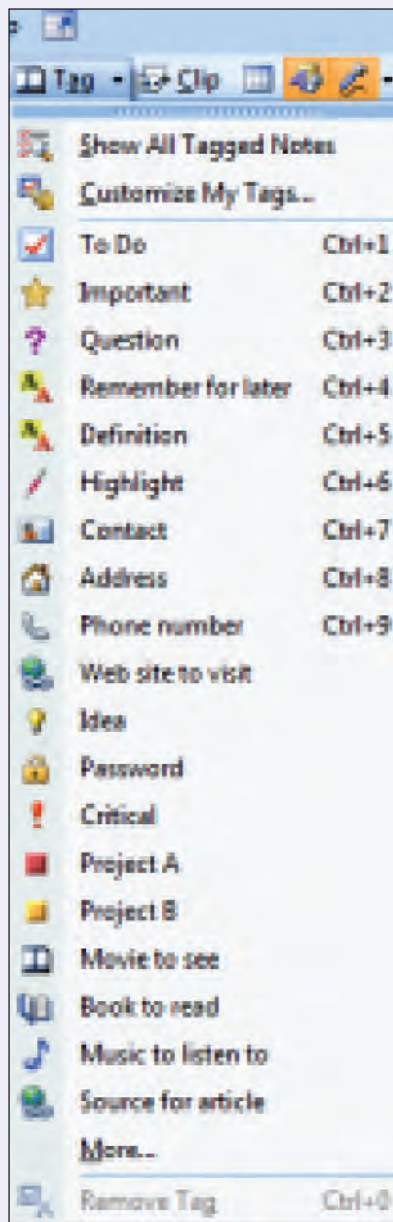 Tag Clip
Show All Tagged Notes
Customize My Tags...
To Do Ctrl+1
Important Ctrl+2
Question Ctrl+3
Remember for later Ctrl+4
Definition Ctrl+5
Highlight Ctrl+6
Contact Ctrl+7
Address Ctrl+8
Phone number Ctrl+9
Web site to visit
Idea
Password
Critical
Project A
Project B
Movie to see
Book to read
Music to listen to
Source for article
More...
Remove Tag Ctrl+0